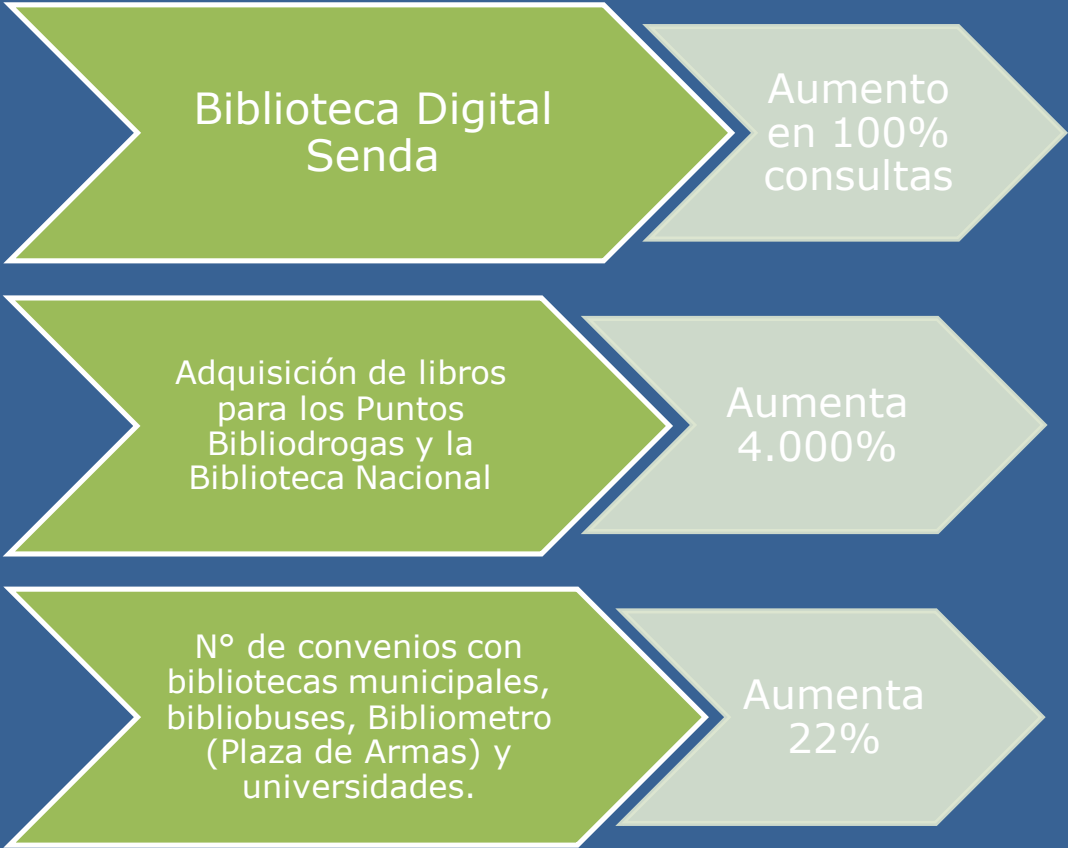 Biblioteca Digital
Senda
Aumento
en 100%
consultas
Adquisición de libros
para los Puntos
Bibliodrogas y la
Biblioteca Nacional
Aumenta
4.000%
N° de convenios con
bibliotecas municipales,
bibliobuses, Bibliometro
(Plaza de Armas) y
universidades.
Aumenta
22%